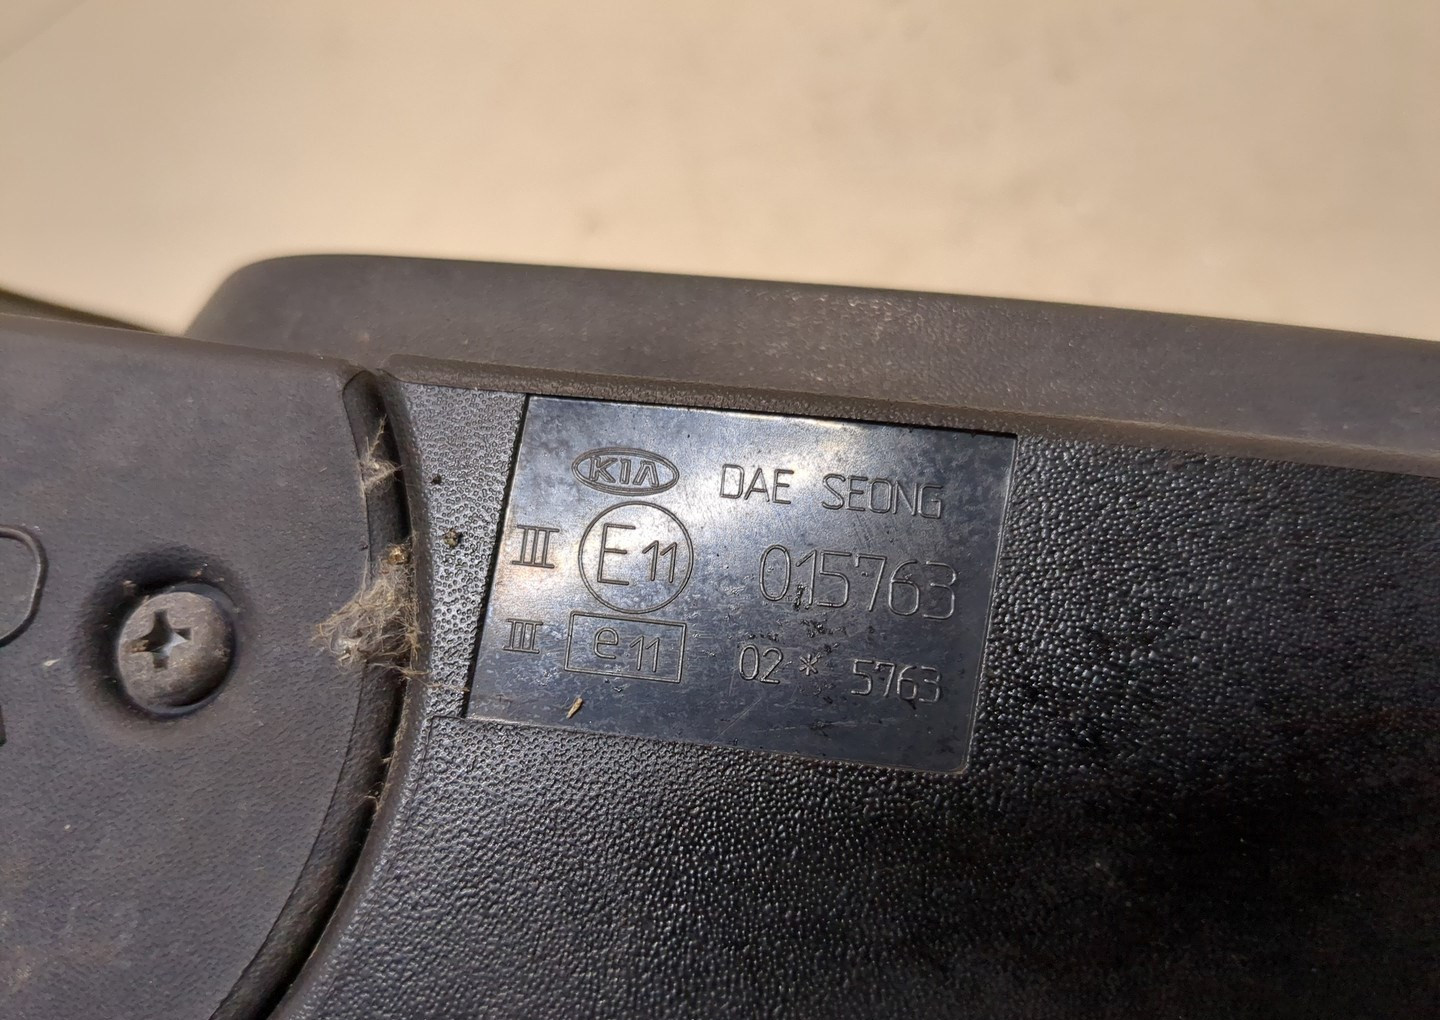 KIA DAE SEONG
III E11 015763
III e11 02 * 5763